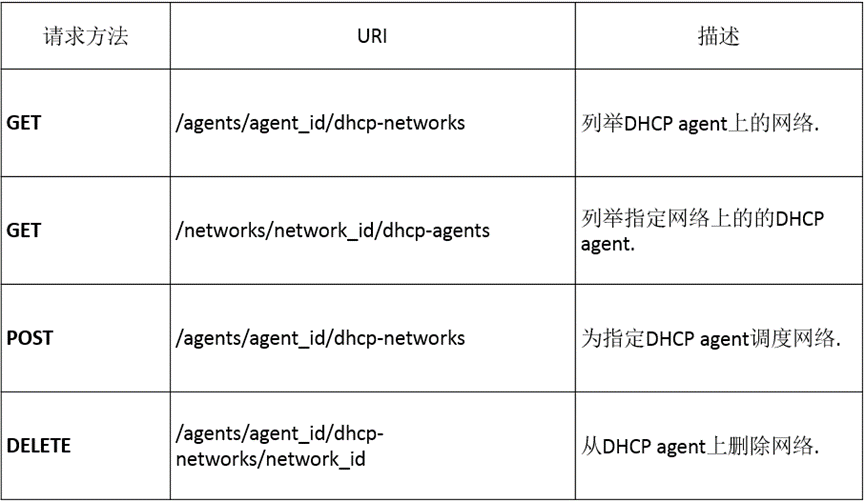 请求方法
URI
描述
GET
/agents/agent_id/dhcp-networks
列举DHCP agent上的网络.
GET
/networks/network_id/dhcp-agents
列举指定网络上的的DHCP
agent.
POST
/agents/agent_id/dhcp-networks
为指定DHCP agent调度网络.
DELETE
/agents/agent_id/dhcp-
networks/network_id
从DHCP agent上删除网络.